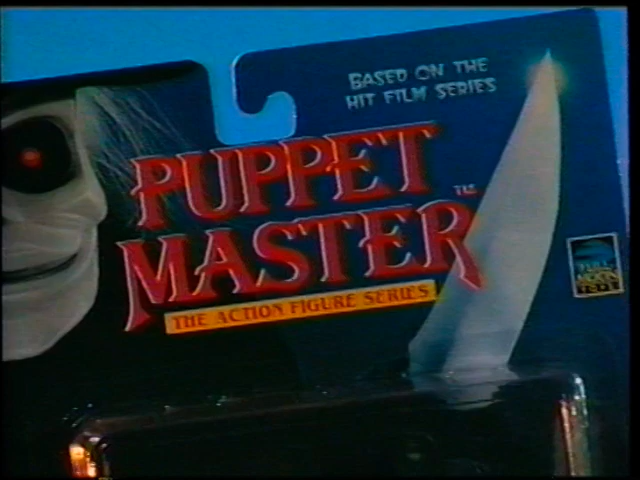 BASED ON THE
HIT FILM SERIES
PUPPET
MASTER TM
THE ACTION FIGURE SERIES